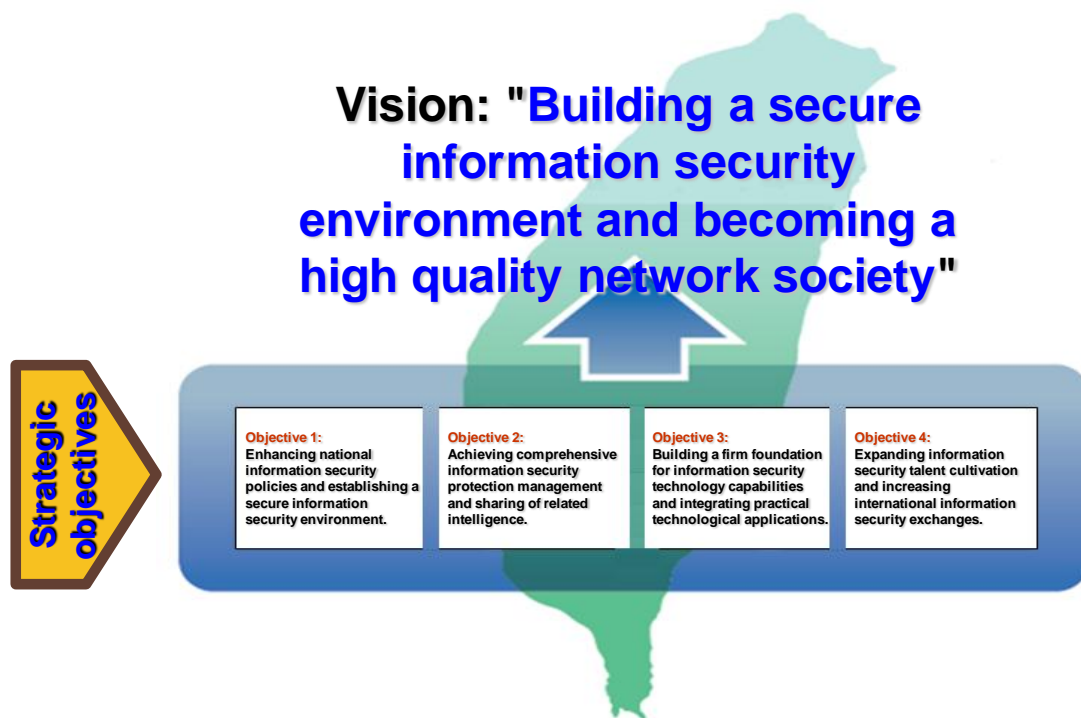 Vision: "Building a secure
information security
environment and becoming a
high quality network society"
Strategic
objectives
Objective 1:
Enhancing national
information security
policies and establishing a
secure information
security environment.
Objective 2:
Achieving comprehensive
information security
protection management
and sharing of related
intelligence.
Objective 3:
Building a firm foundation
for information security
technology capabilities
and integrating practical
technological applications.
Objective 4:
Expanding information
security talent cultivation
and increasing
international information
security exchanges.